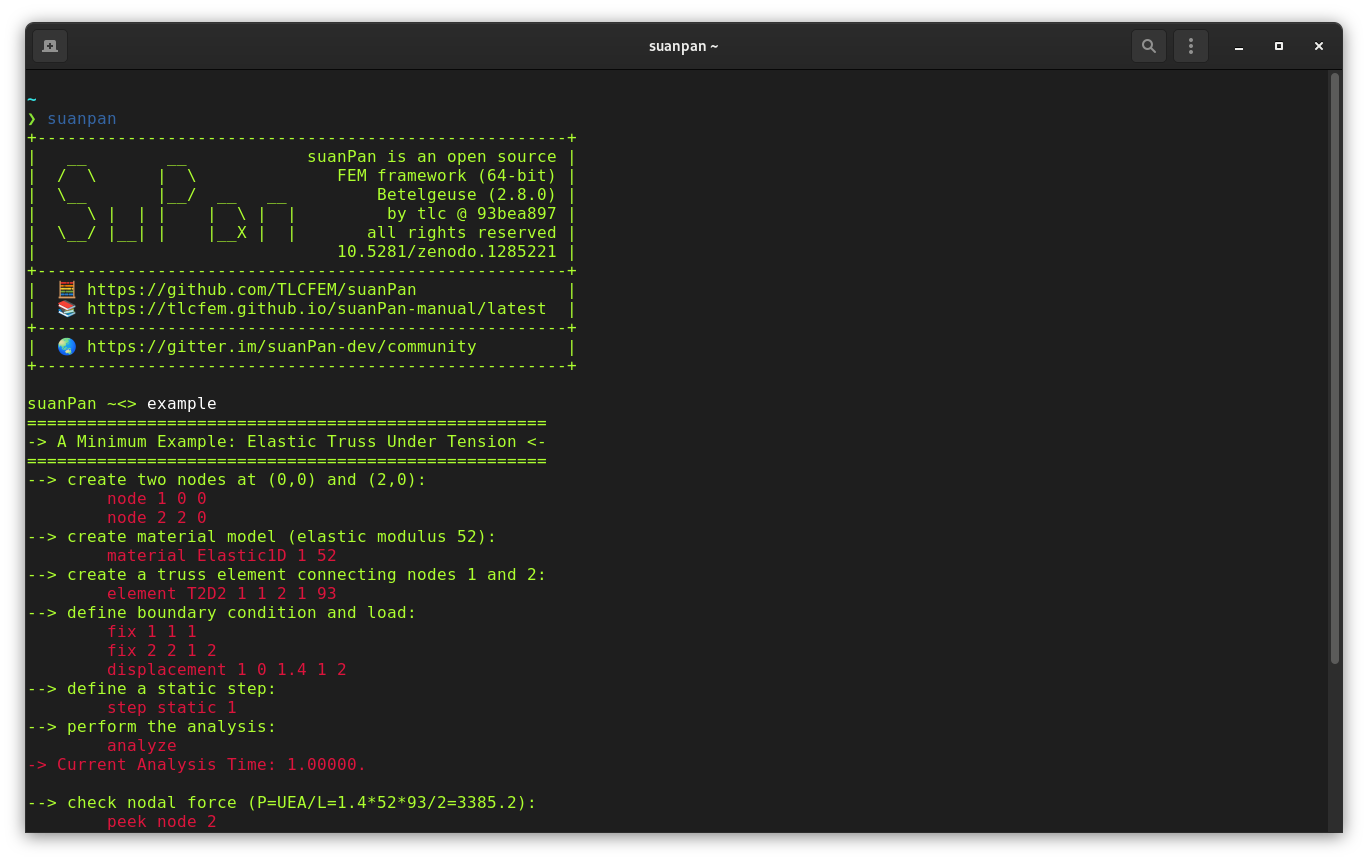 suanpan ~
~
❯ suanpan
+-----------------------------------------------------+
|   __        __            suanPan is an open source |
|  /  \      |  \              FEM framework (64-bit) |
|  \__       |__/  __   __         Betelgeuse (2.8.0) |
|     \ |  | |    |  \ |  |         by tlc @ 93bea897 |
|  \__/ |__| |    |__X |  |       all rights reserved |
|                              10.5281/zenodo.1285221 |
+-----------------------------------------------------+
|  🧮 https://github.com/TLCFEM/suanPan               |
|  📚 https://tlcfem.github.io/suanPan-manual/latest  |
+-----------------------------------------------------+
|  🌏 https://gitter.im/suanPan-dev/community         |
+-----------------------------------------------------+
suanPan ~<> example
====================================================
-> A Minimum Example: Elastic Truss Under Tension <-
====================================================
--> create two nodes at (0,0) and (2,0):
        node 1 0 0
        node 2 2 0
--> create material model (elastic modulus 52):
        material Elastic1D 1 52
--> create a truss element connecting nodes 1 and 2:
        element T2D2 1 1 2 1 93
--> define boundary condition and load:
        fix 1 1 1
        fix 2 2 1 2
        displacement 1 0 1.4 1 2
--> define a static step:
        step static 1
--> perform the analysis:
        analyze
-> Current Analysis Time: 1.00000.
--> check nodal force (P=UEA/L=1.4*52*93/2=3385.2):
        peek node 2